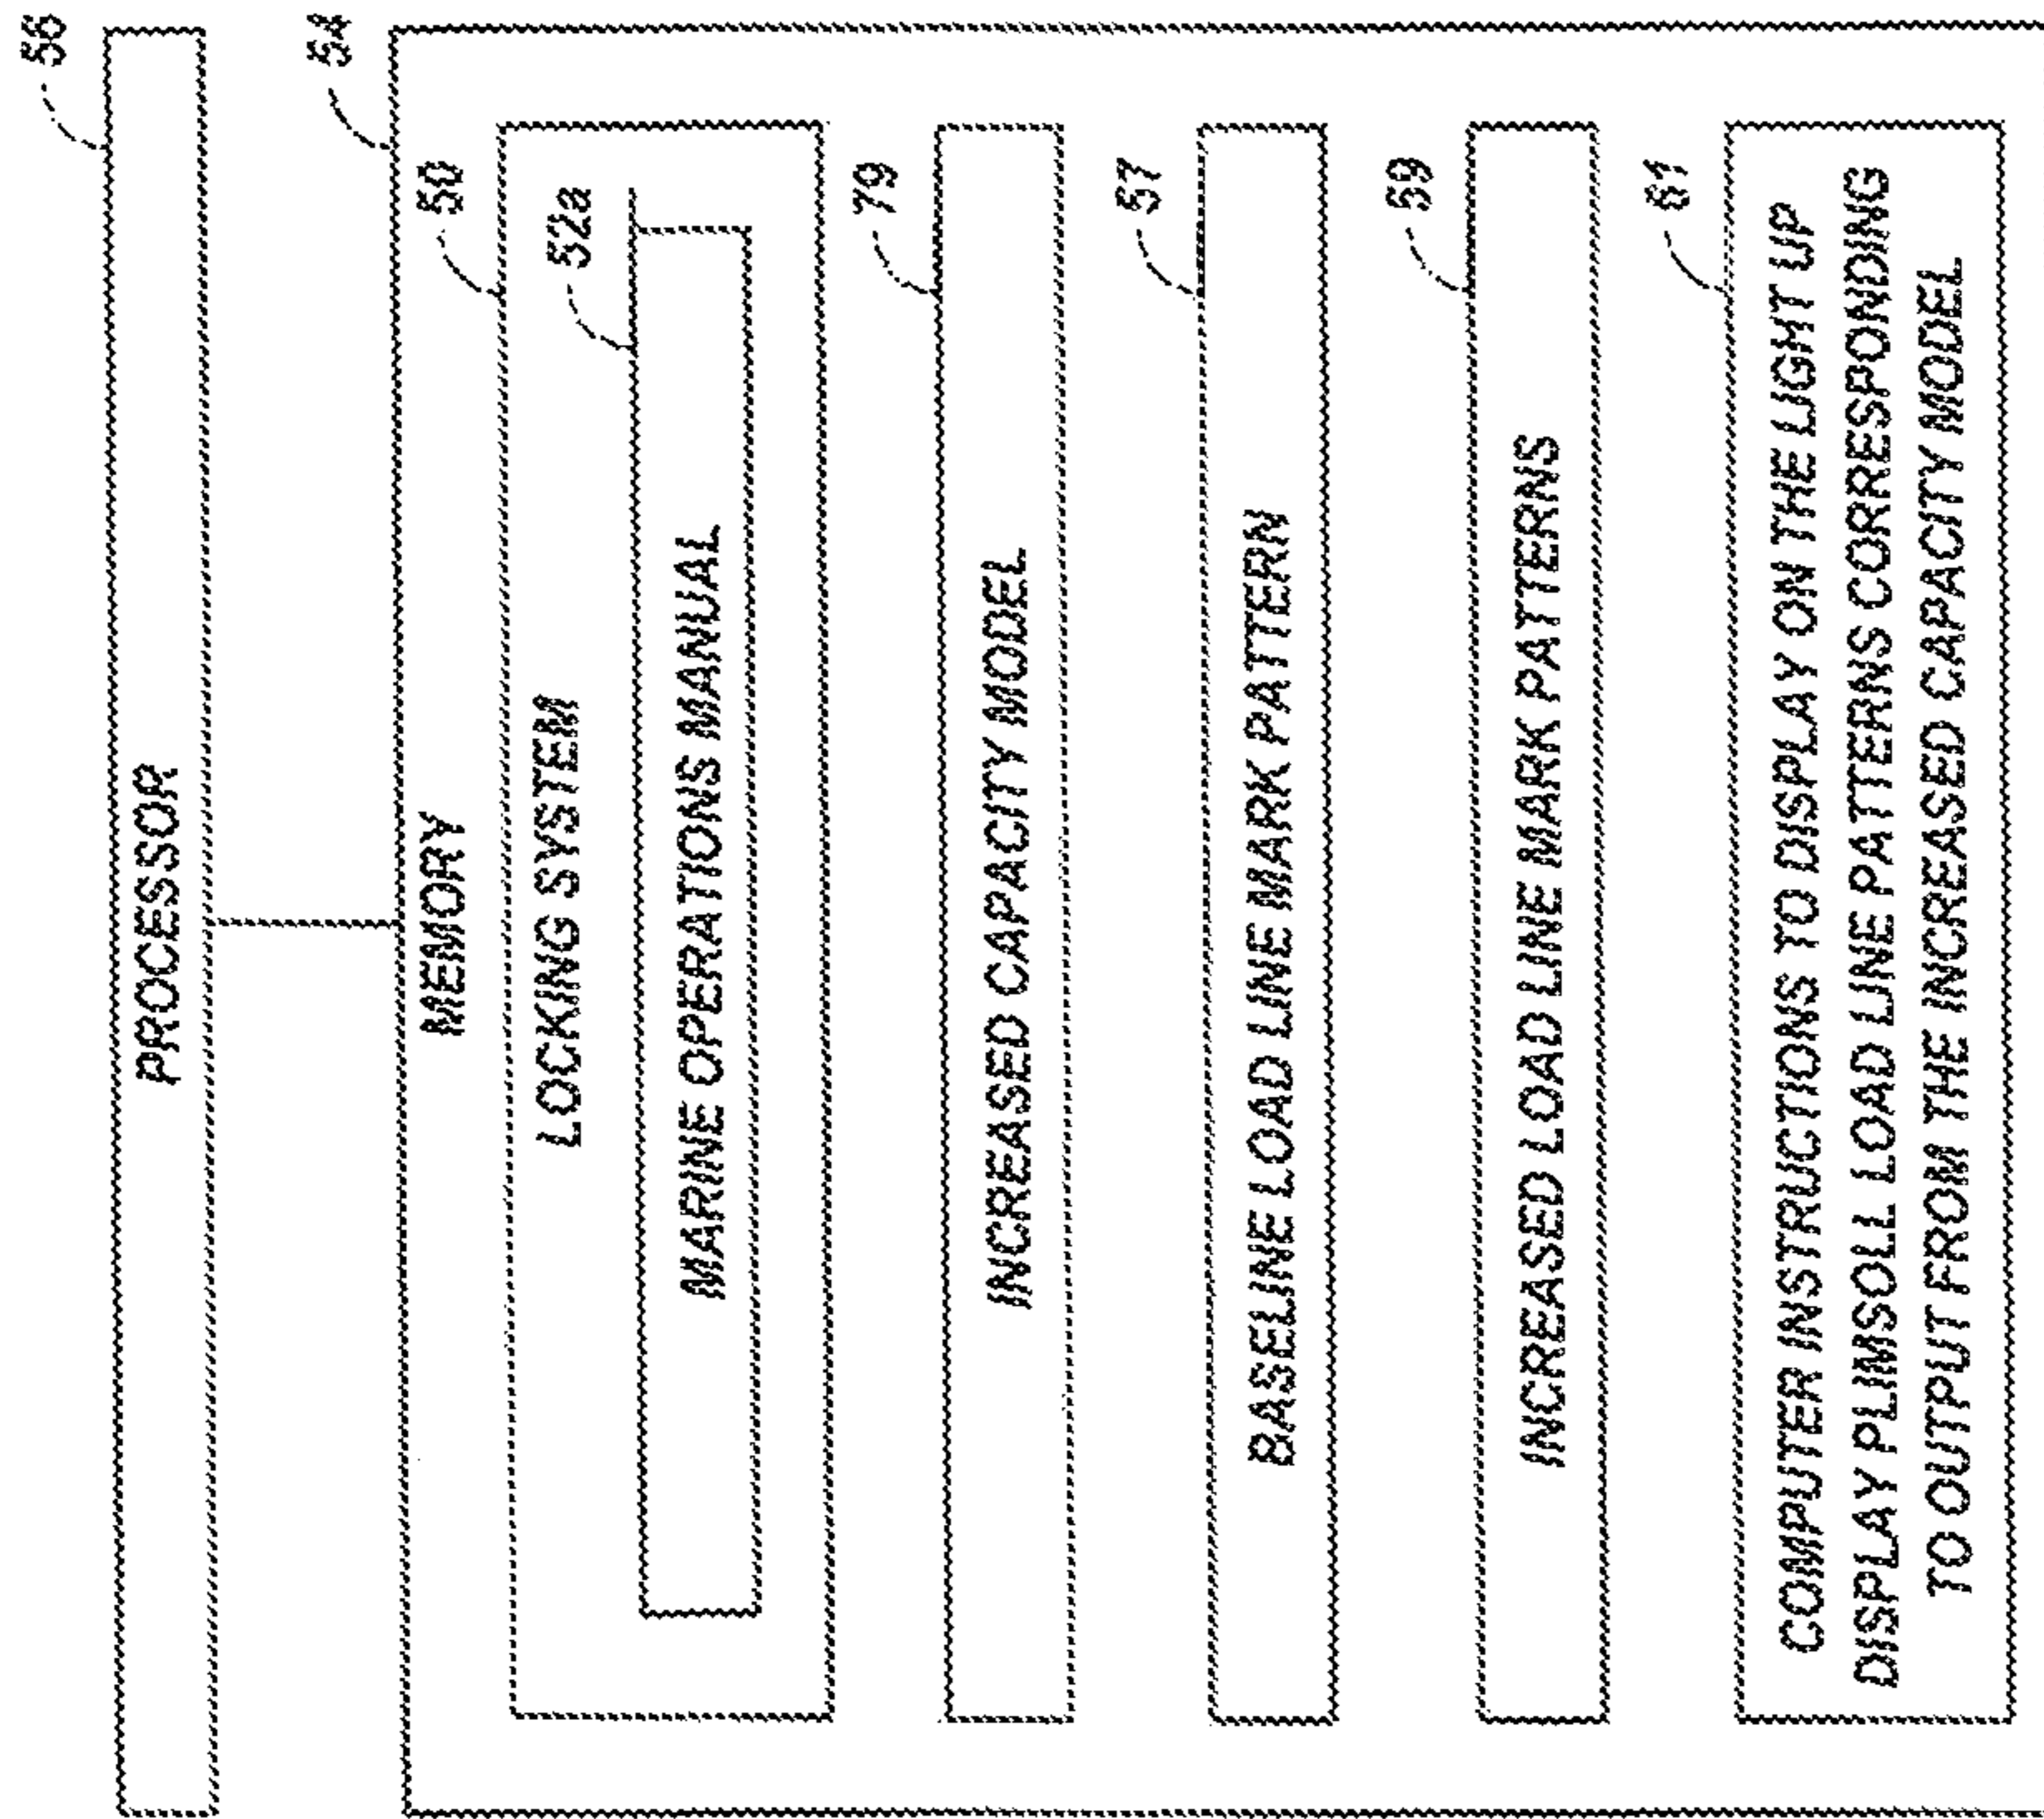 56
PROCESSOR
54
MEMORY
50
LOCKING SYSTEM
52a
MARINE OPERATIONS MANUAL
79
INCREASED CAPACITY MODEL
57
BASELINE LOAD LINE MARK PATTERN
59
INCREASED LOAD LINE MARK PATTERNS
61
COMPUTER INSTRUCTIONS TO DISPLAY ON THE LIGHT UP
DISPLAY PLIMSOLL LOAD LINE PATTERNS CORRESPONDING
TO OUTPUT FROM THE INCREASED CAPACITY MODEL